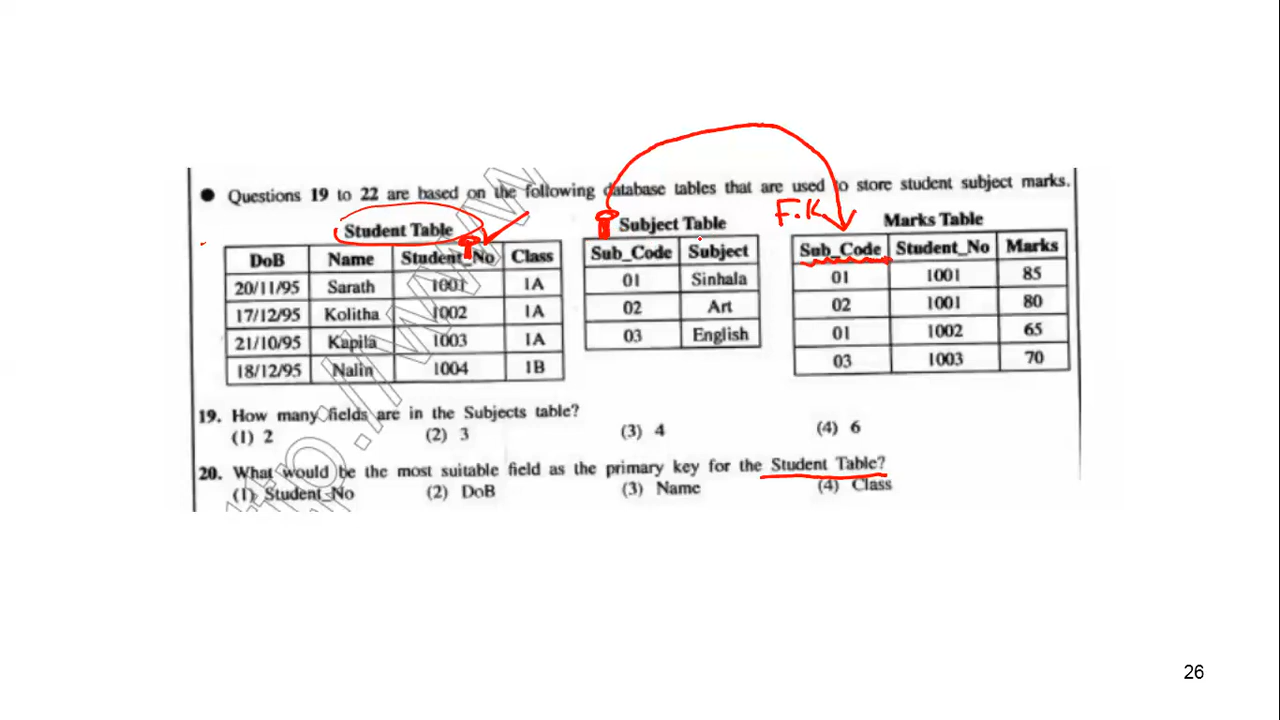 ● Questions 19 to 22 are based on the following database tables that are used to store student subject marks.
F.K.
Student Table
DoB Name Student_No Class
20/11/95 Sarath 1001 1A
17/12/95 Kolitha 1002 1A
21/10/95 Kapila 1003 1A
18/12/95 Nalin 1004 1B
Subject Table
Sub_Code Subject
01 Sinhala
02 Art
03 English
Marks Table
Sub_Code Student_No Marks
01 1001 85
02 1001 80
01 1002 65
03 1003 70
19. How many fields are in the Subjects table?
(1) 2 (2) 3 (3) 4 (4) 6
20. What would be the most suitable field as the primary key for the Student Table?
(1) Student_No (2) DoB (3) Name (4) Class
26